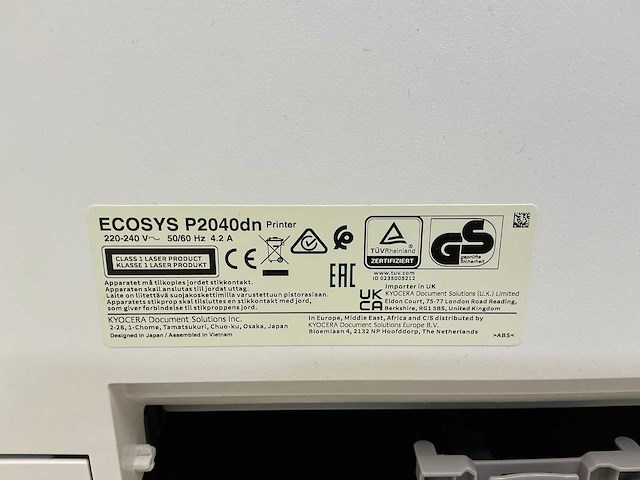 ECOSYS P2040dn Printer
220-240 V~ 50/60 Hz 4.2 A
CLASS 1 LASER PRODUCT
KLASSE 1 LASER PRODUKT
CE
EAC
TÜVRheinland
ZERTIFIZIERT
www.tuv.com
ID 0235005212
GS
geprüfte
Sicherheit
Apparatet må tilkoples jordet stikkontakt.
Apparaten skall anslutas till jordat uttag.
Laite on liitettävä suojakoskettimilla varustettuun pistorasiaan.
Apparatets stikprop skal tilsluttes en stikkontakt med jord,
som giver forbindelse til stikproppens jord.
UK
CA
Importer in UK
KYOCERA Document Solutions (U.K.) Limited
Eldon Court, 75-77 London Road Reading,
Berkshire, RG1 5BS, United Kingdom
KYOCERA Document Solutions Inc.
2-28, 1-Chome, Tamatsukuri, Chuo-ku, Osaka, Japan
Designed in Japan / Assembled in Vietnam
In Europe, Middle East, Africa and CIS distributed by
KYOCERA Document Solutions Europe B.V.
Bloemlaan 4, 2132 NP Hoofddorp, The Netherlands
>ABS<